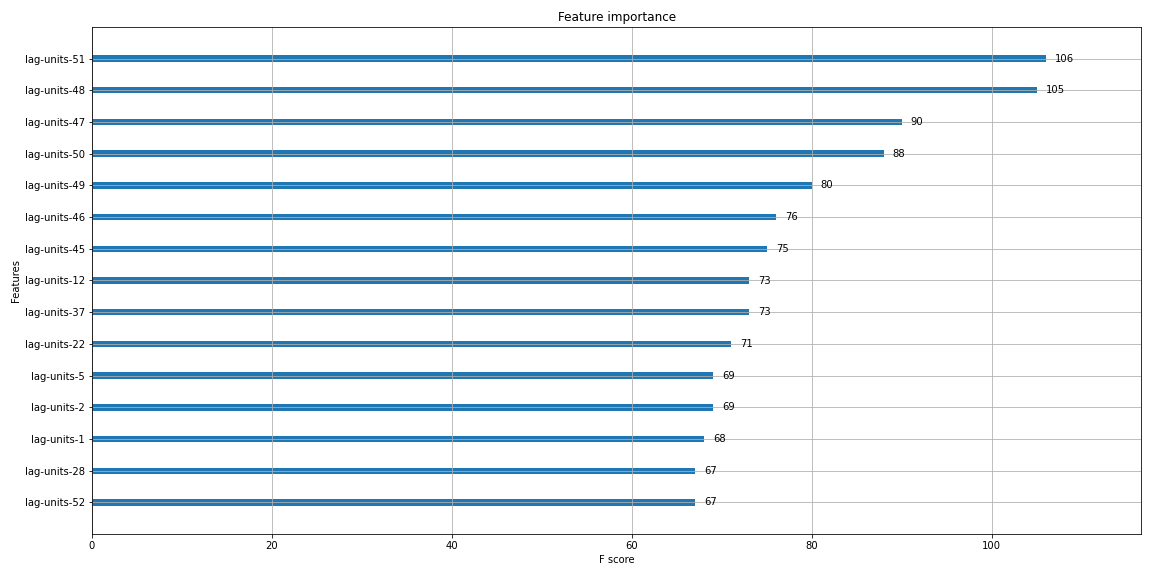 Feature importance
lag-units-51 106
lag-units-48 105
lag-units-47 90
lag-units-50 88
lag-units-49 80
lag-units-46 76
lag-units-45 75
lag-units-12 73
lag-units-37 73
lag-units-22 71
lag-units-5 69
lag-units-2 69
lag-units-1 68
lag-units-28 67
lag-units-52 67
Features
0 20 40 60 80 100
F score